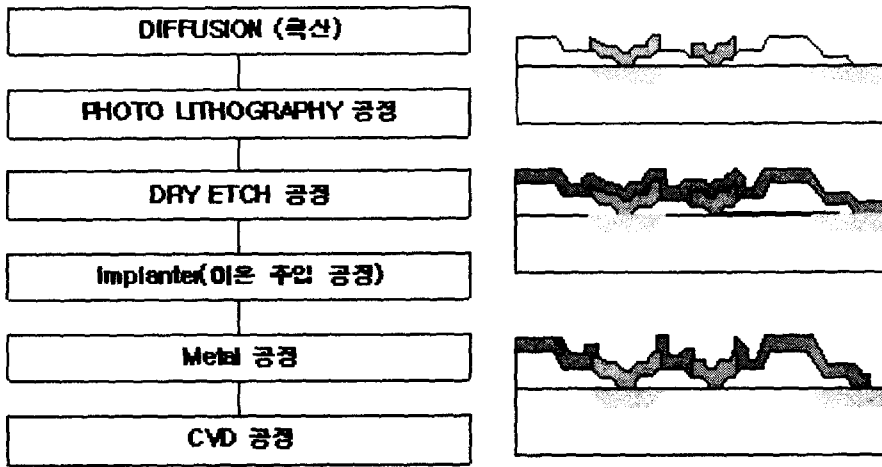 DIFFUSION (확산)
PHOTO LITHOGRAPHY 공정
DRY ETCH 공정
Implanter(이온 주입 공정)
Metal 공정
CVD 공정